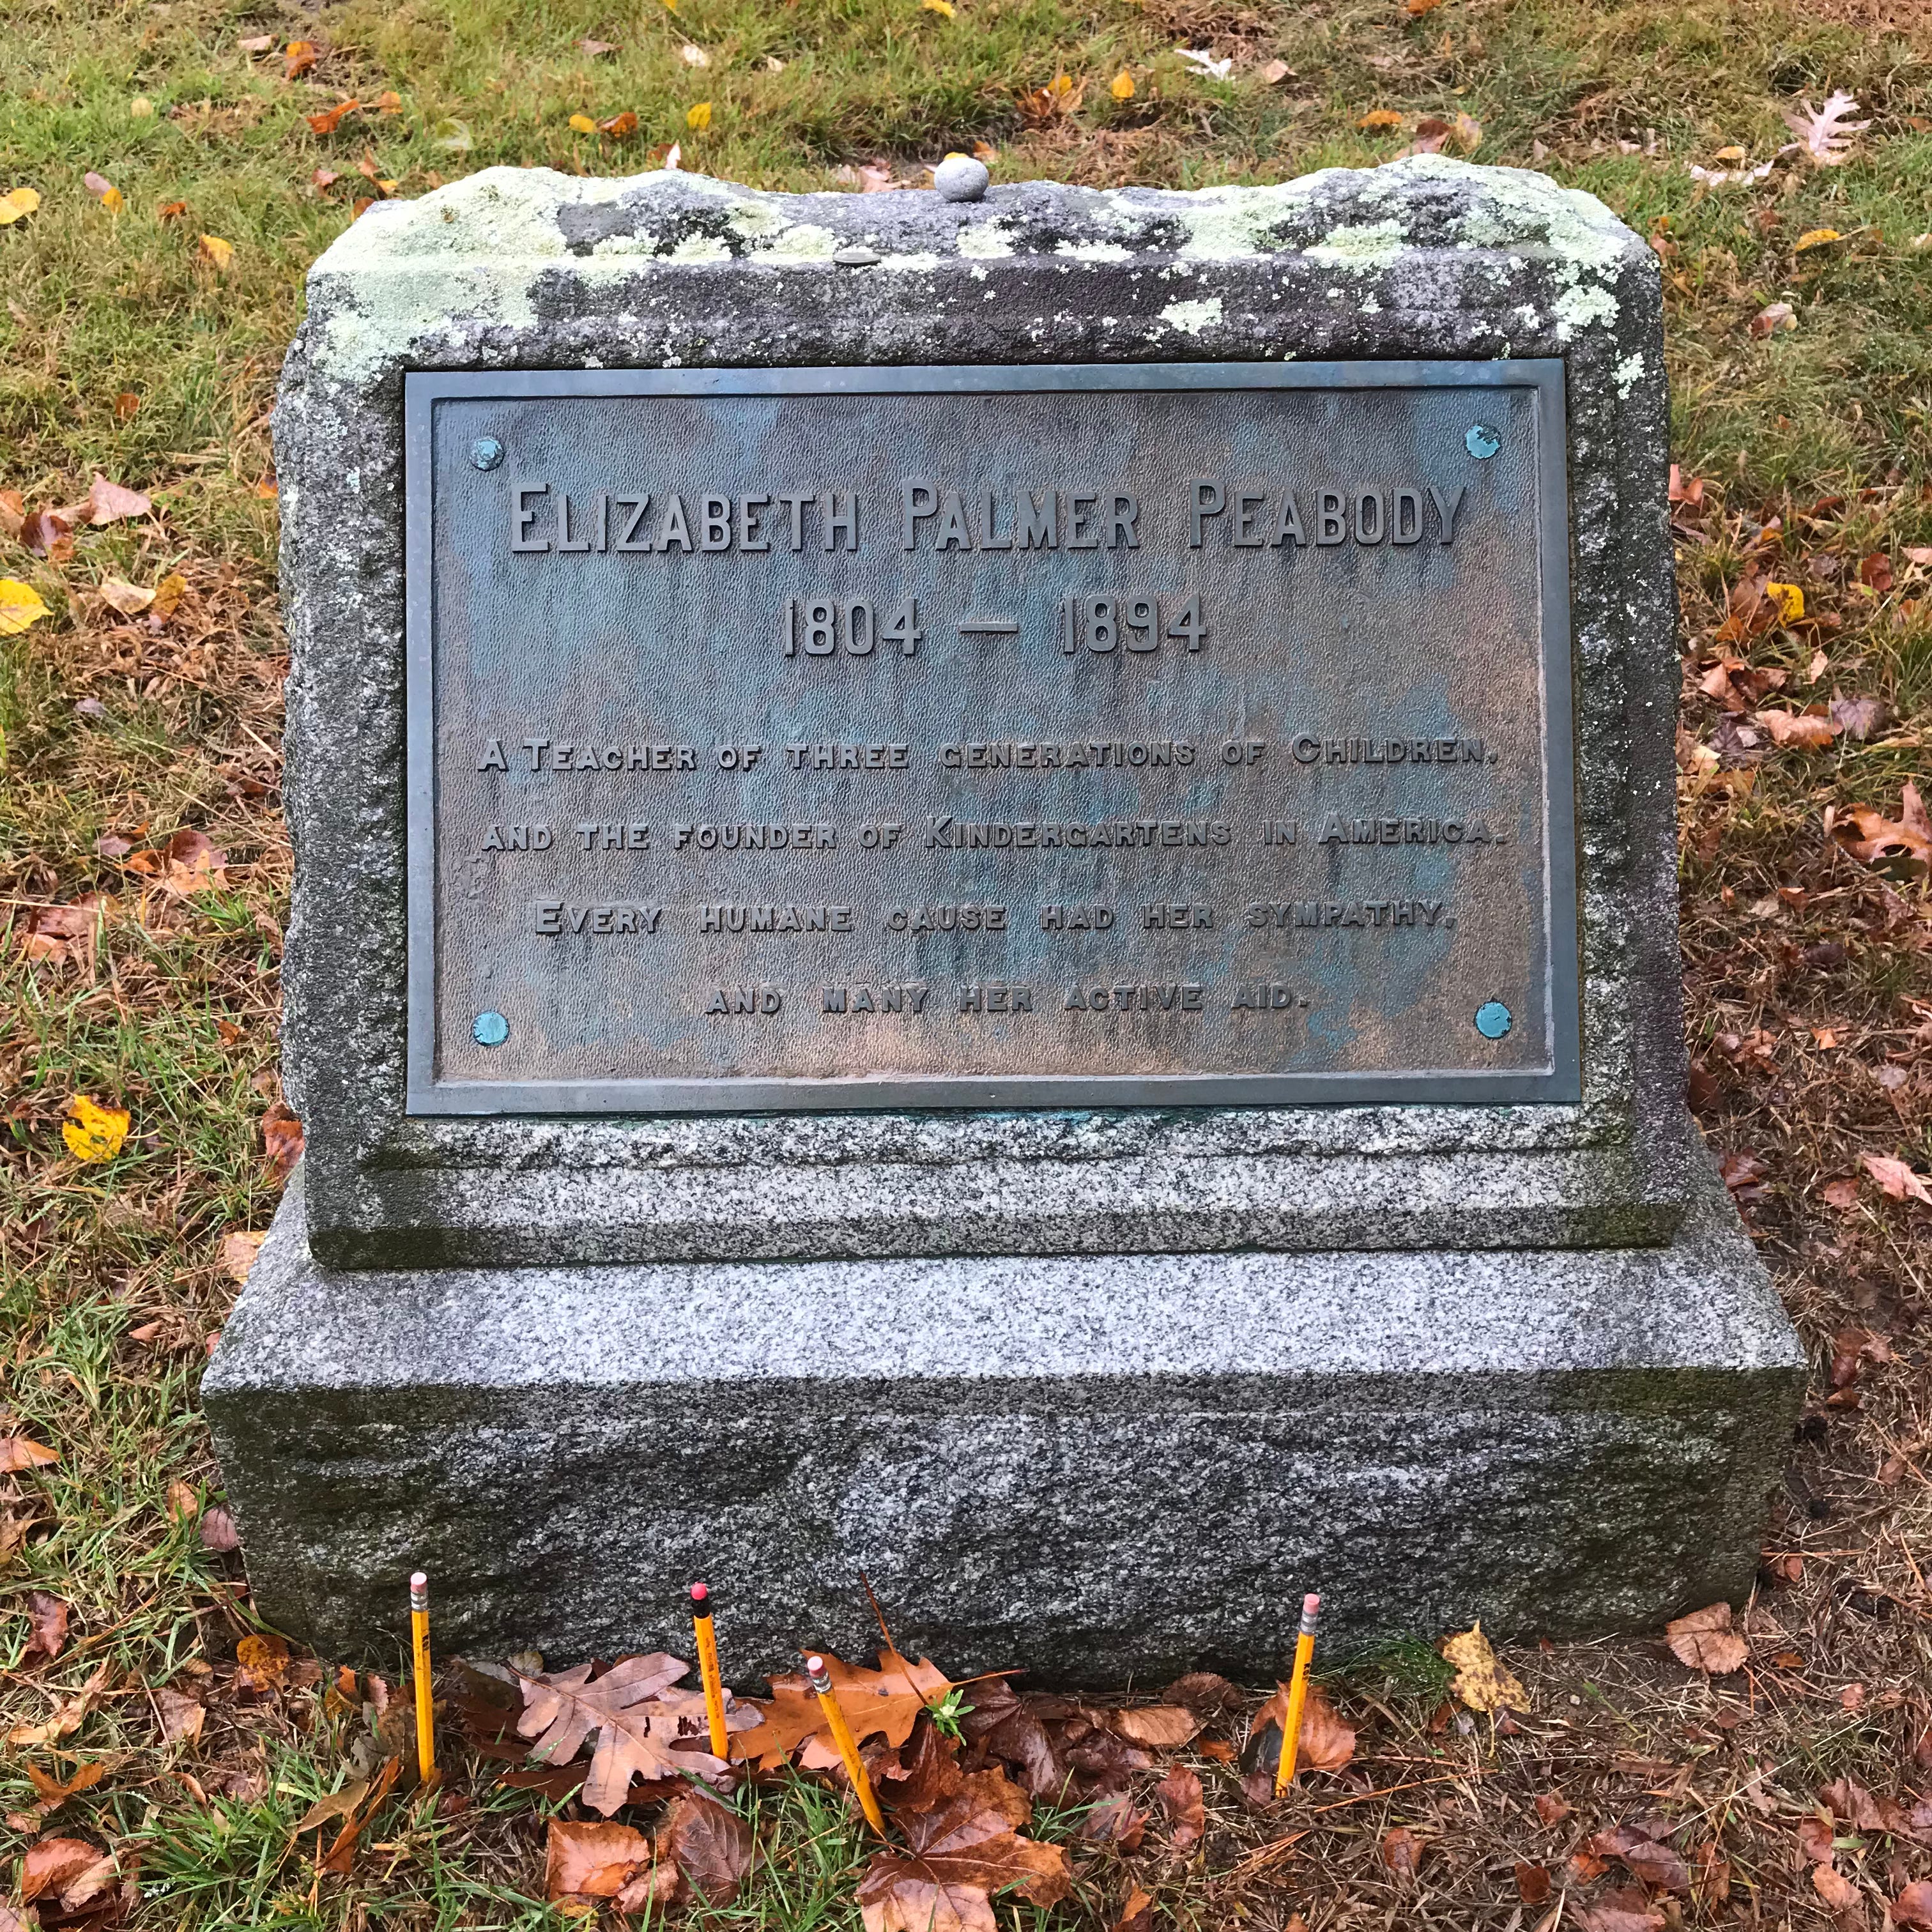 Elizabeth Palmer Peabody
1804 — 1894
A Teacher of three generations of Children,
and the founder of Kindergartens in America.
Every humane cause had her sympathy,
and many her active aid.